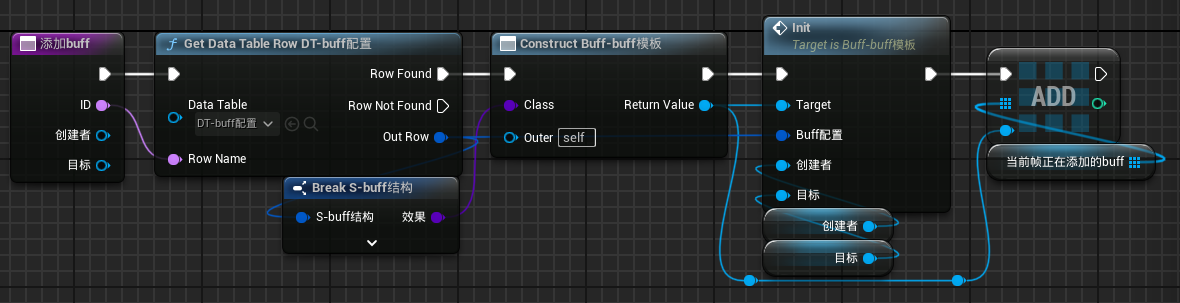 添加buff
ID
创建者
目标
Get Data Table Row DT-buff配置
Row Found
Data Table
DT-buff配置
Row Not Found
Out Row
Row Name
Break S-buff结构
S-buff结构
效果
Construct Buff-buff模板
Class
Return Value
Outer
self
Init
Target is Buff-buff模板
Target
Buff配置
创建者
目标
创建者
目标
ADD
当前帧正在添加的buff